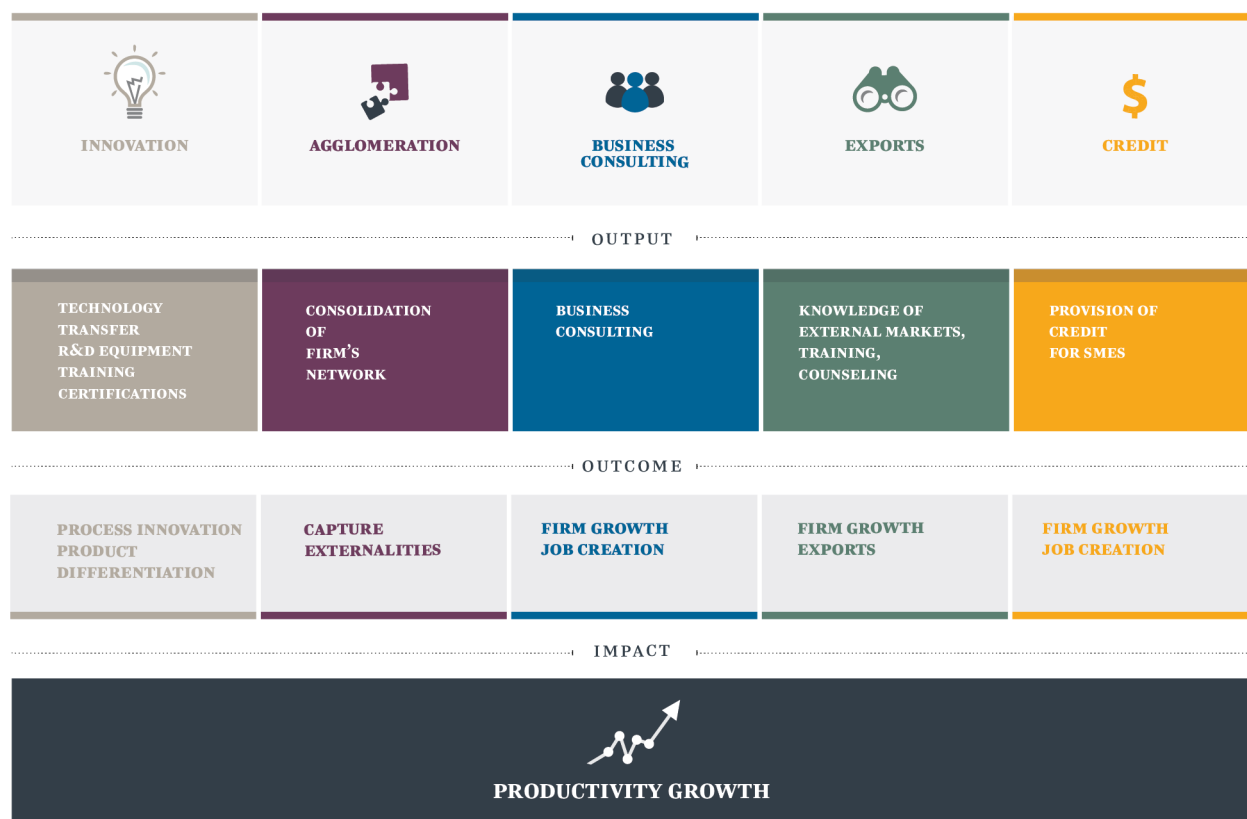 INNOVATION
AGGLOMERATION
BUSINESS
CONSULTING
EXPORTS
$
CREDIT
OUTPUT
TECHNOLOGY
TRANSFER
R&D EQUIPMENT
TRAINING
CERTIFICATIONS
CONSOLIDATION
OF
FIRM'S
NETWORK
BUSINESS
CONSULTING
KNOWLEDGE OF
EXTERNAL MARKETS,
TRAINING,
COUNSELING
PROVISION OF
CREDIT
FOR SMES
OUTCOME
PROCESS INNOVATION
PRODUCT
DIFFERENTIATION
CAPTURE
EXTERNALITIES
FIRM GROWTH
JOB CREATION
FIRM GROWTH
EXPORTS
FIRM GROWTH
JOB CREATION
IMPACT
PRODUCTIVITY GROWTH